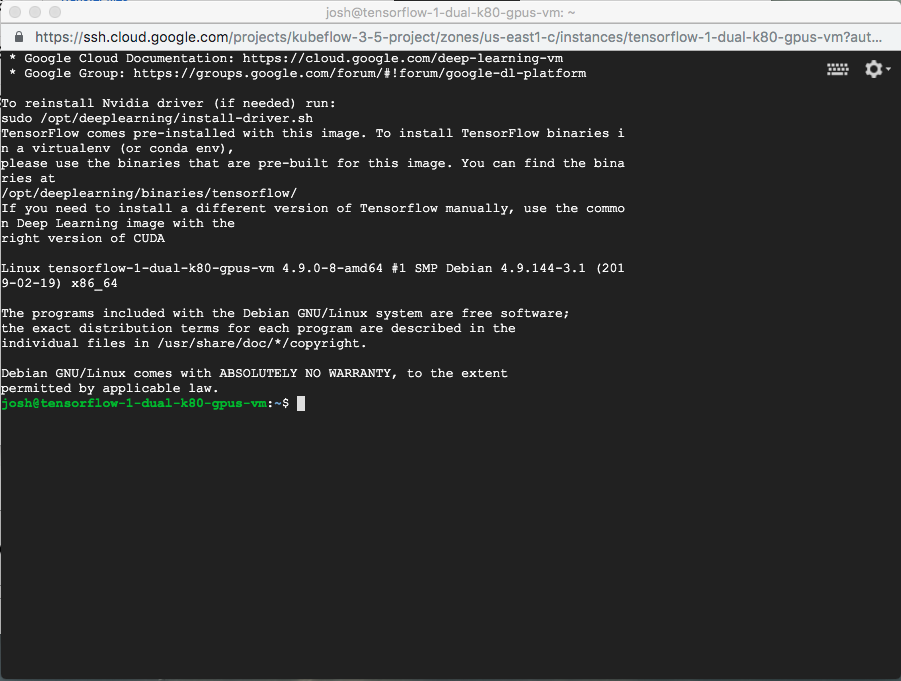 josh@tensorflow-1-dual-k80-gpus-vm: ~
https://ssh.cloud.google.com/projects/kubeflow-3-5-project/zones/us-east1-c/instances/tensorflow-1-dual-k80-gpus-vm?aut...
* Google Cloud Documentation: https://cloud.google.com/deep-learning-vm
* Google Group: https://groups.google.com/forum/#!forum/google-dl-platform
To reinstall Nvidia driver (if needed) run:
sudo /opt/deeplearning/install-driver.sh
TensorFlow comes pre-installed with this image. To install TensorFlow binaries i
n a virtualenv (or conda env),
please use the binaries that are pre-built for this image. You can find the bina
ries at
/opt/deeplearning/binaries/tensorflow/
If you need to install a different version of Tensorflow manually, use the commo
n Deep Learning image with the
right version of CUDA
Linux tensorflow-1-dual-k80-gpus-vm 4.9.0-8-amd64 #1 SMP Debian 4.9.144-3.1 (201
9-02-19) x86_64
The programs included with the Debian GNU/Linux system are free software;
the exact distribution terms for each program are described in the
individual files in /usr/share/doc/*/copyright.
Debian GNU/Linux comes with ABSOLUTELY NO WARRANTY, to the extent
permitted by applicable law.
josh@tensorflow-1-dual-k80-gpus-vm:~$